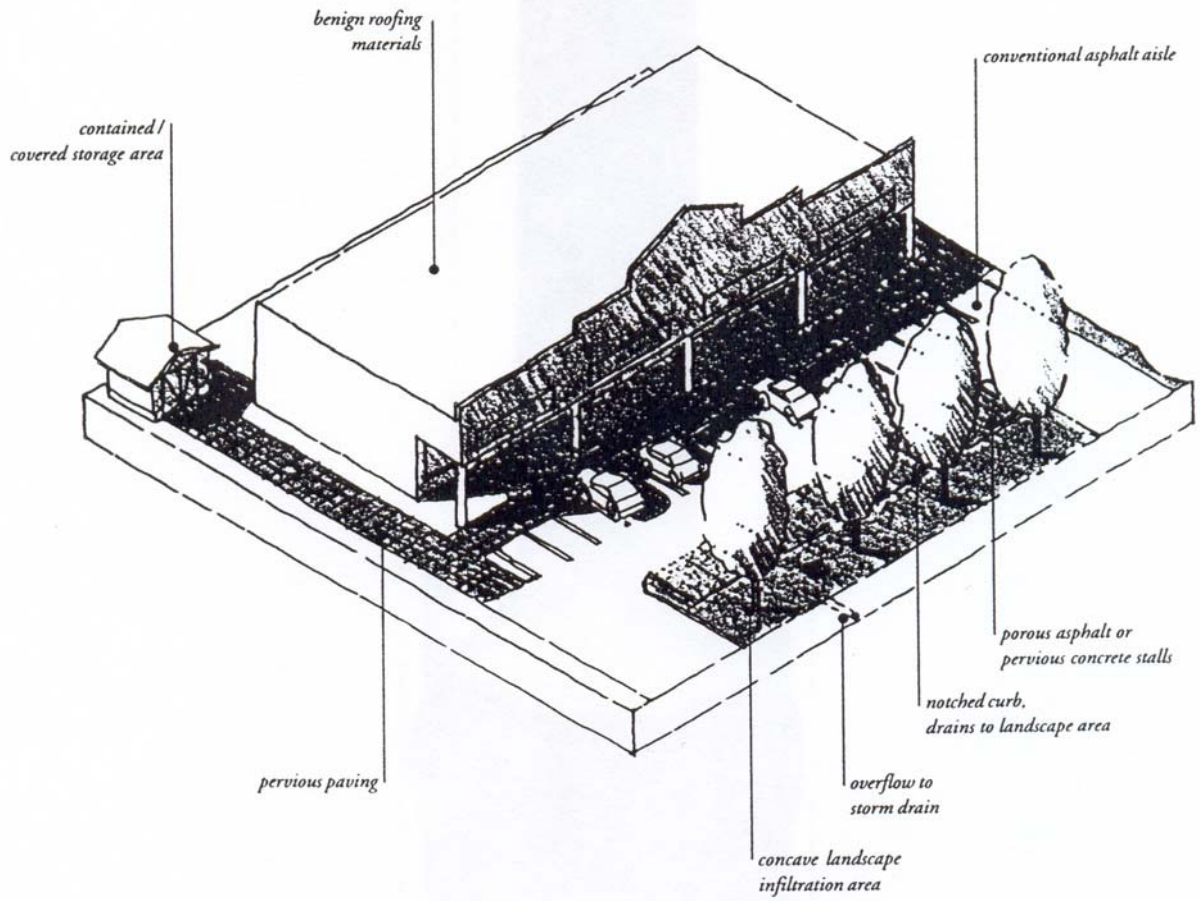 benign roofing
materials
conventional asphalt aisle
contained /
covered storage area
porous asphalt or
pervious concrete stalls
notched curb,
drains to landscape area
pervious paving
overflow to
storm drain
concave landscape
infiltration area